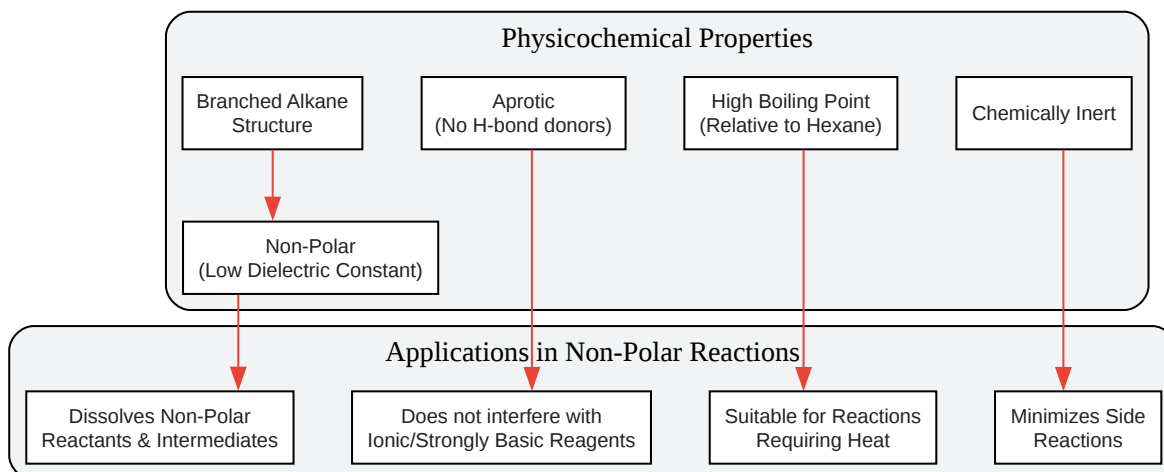 Physicochemical Properties
Branched Alkane
Structure
Aprotic
(No H-bond donors)
High Boiling Point
(Relative to Hexane)
Chemically Inert
Non-Polar
(Low Dielectric Constant)
Applications in Non-Polar Reactions
Dissolves Non-Polar
Reactants & Intermediates
Does not interfere with
Ionic/Strongly Basic Reagents
Suitable for Reactions
Requiring Heat
Minimizes Side
Reactions